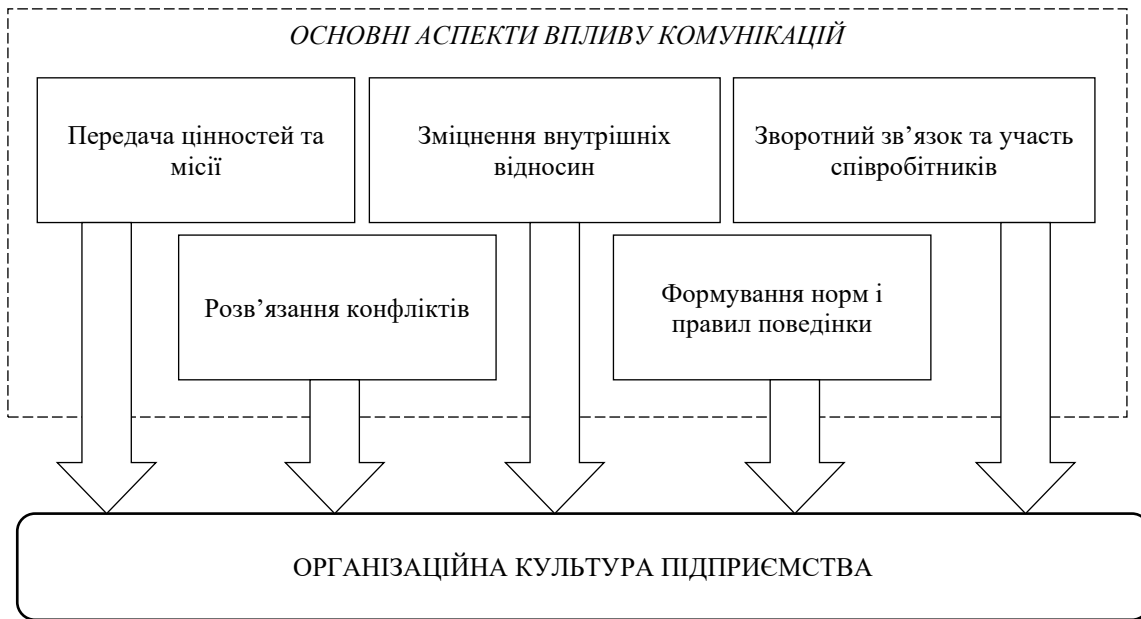 ОСНОВНІ АСПЕКТИ ВПЛИВУ КОМУНІКАЦІЙ
Передача цінностей та
місії
Зміцнення внутрішніх
відносин
Зворотний зв’язок та участь
співробітників
Розв’язання конфліктів
Формування норм і
правил поведінки
ОРГАНІЗАЦІЙНА КУЛЬТУРА ПІДПРИЄМСТВА